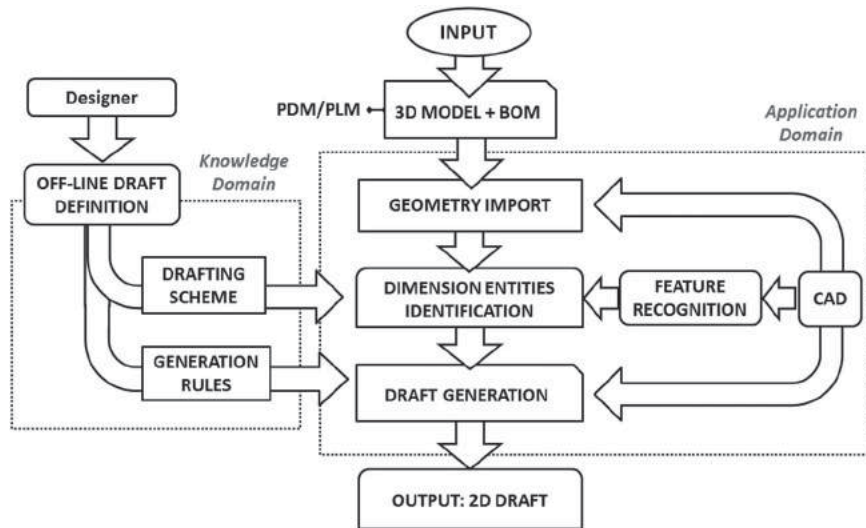 INPUT
Designer
PDM/PLM
3D MODEL + BOM
Application
Domain
Knowledge
Domain
OFF-LINE DRAFT
DEFINITION
GEOMETRY IMPORT
DRAFTING
SCHEME
DIMENSION ENTITIES
IDENTIFICATION
FEATURE
RECOGNITION
CAD
GENERATION
RULES
DRAFT GENERATION
OUTPUT: 2D DRAFT